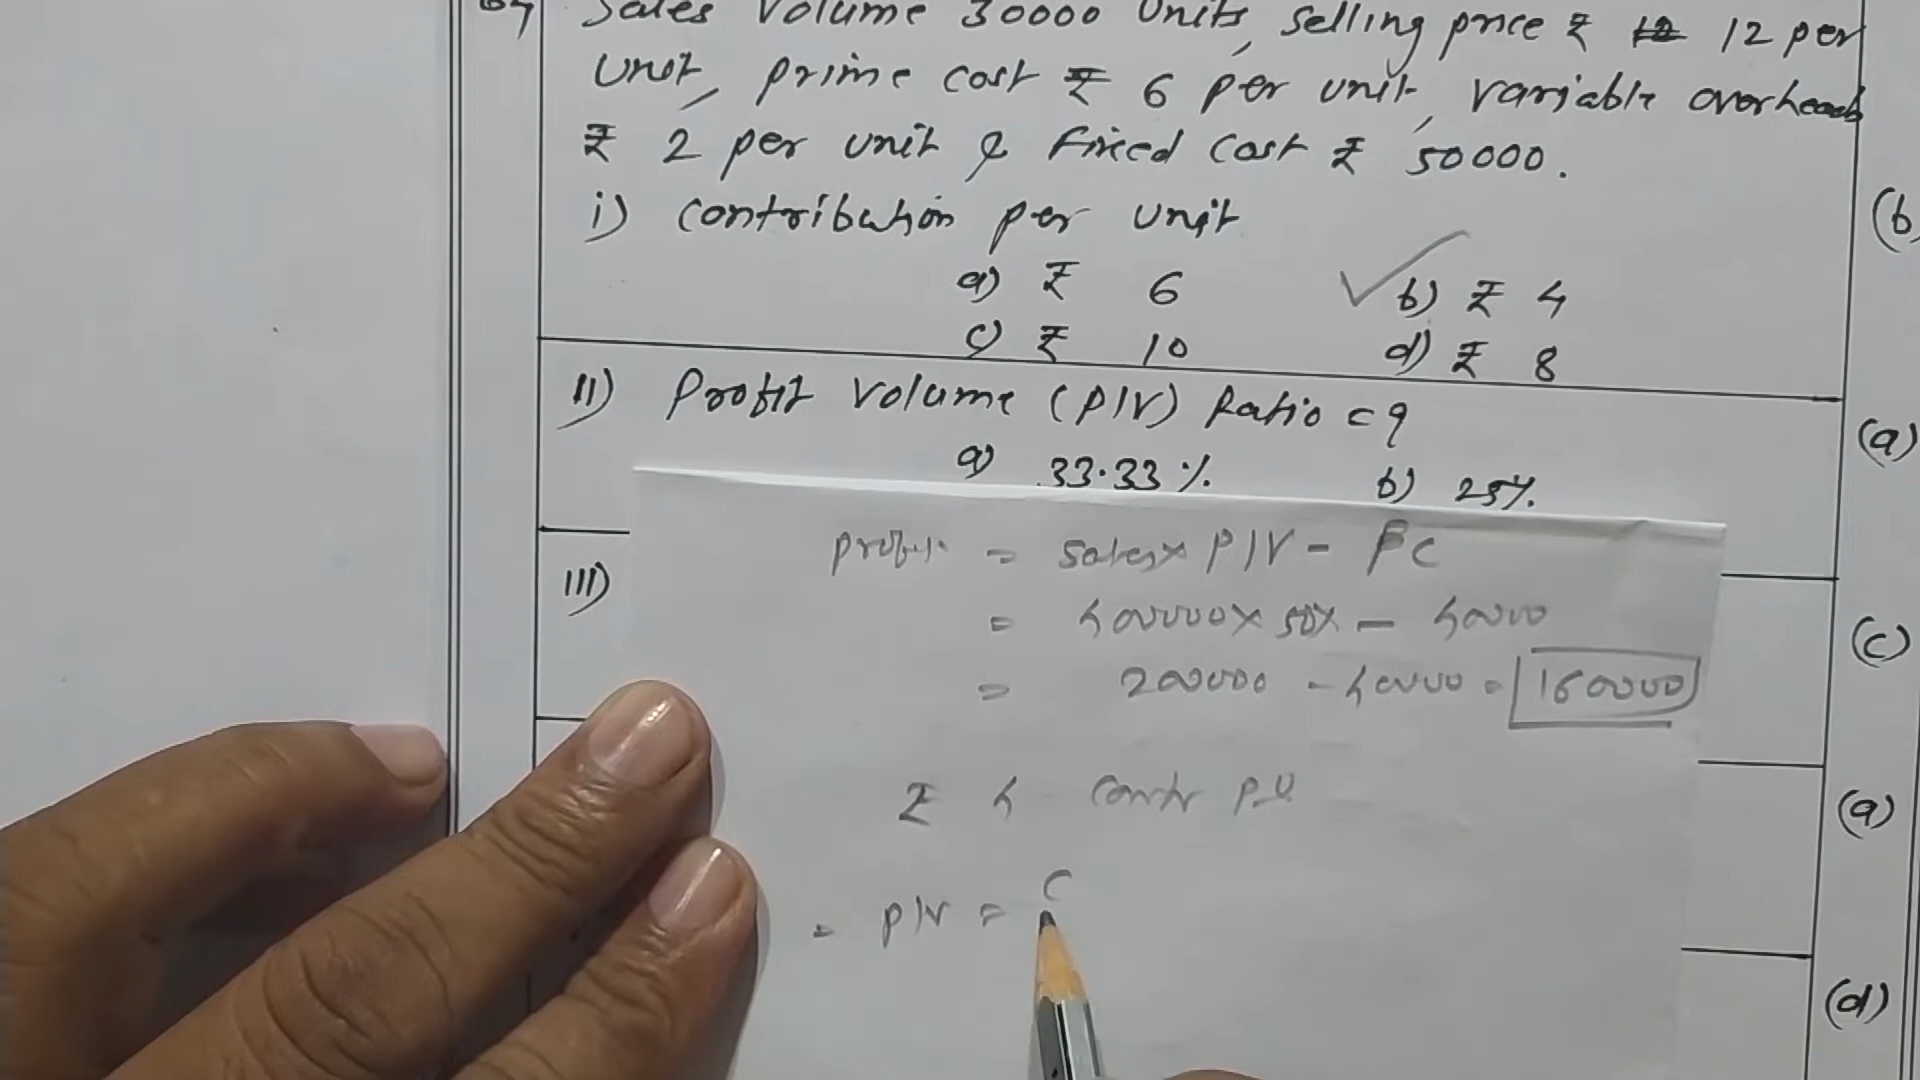 Sales Volume 30000 Units, Selling price ₹ 12 per
Unit, prime cost ₹ 6 per unit, variable overheads
₹ 2 per unit & Fixed Cost ₹ 50000.
i) Contribution per unit
a) ₹ 6 b) ₹ 4
c) ₹ 10 d) ₹ 8
(b)
II) Profit Volume (P/V) Ratio = ?
a) 33.33 % b) 25%
(a)
III)
(c)
(a)
(d)
profit = Sales x P/V - FC
= 400000 x 50% - 40000
= 200000 - 40000 = 160000
₹ 4 Contr p.u
= P/V = C